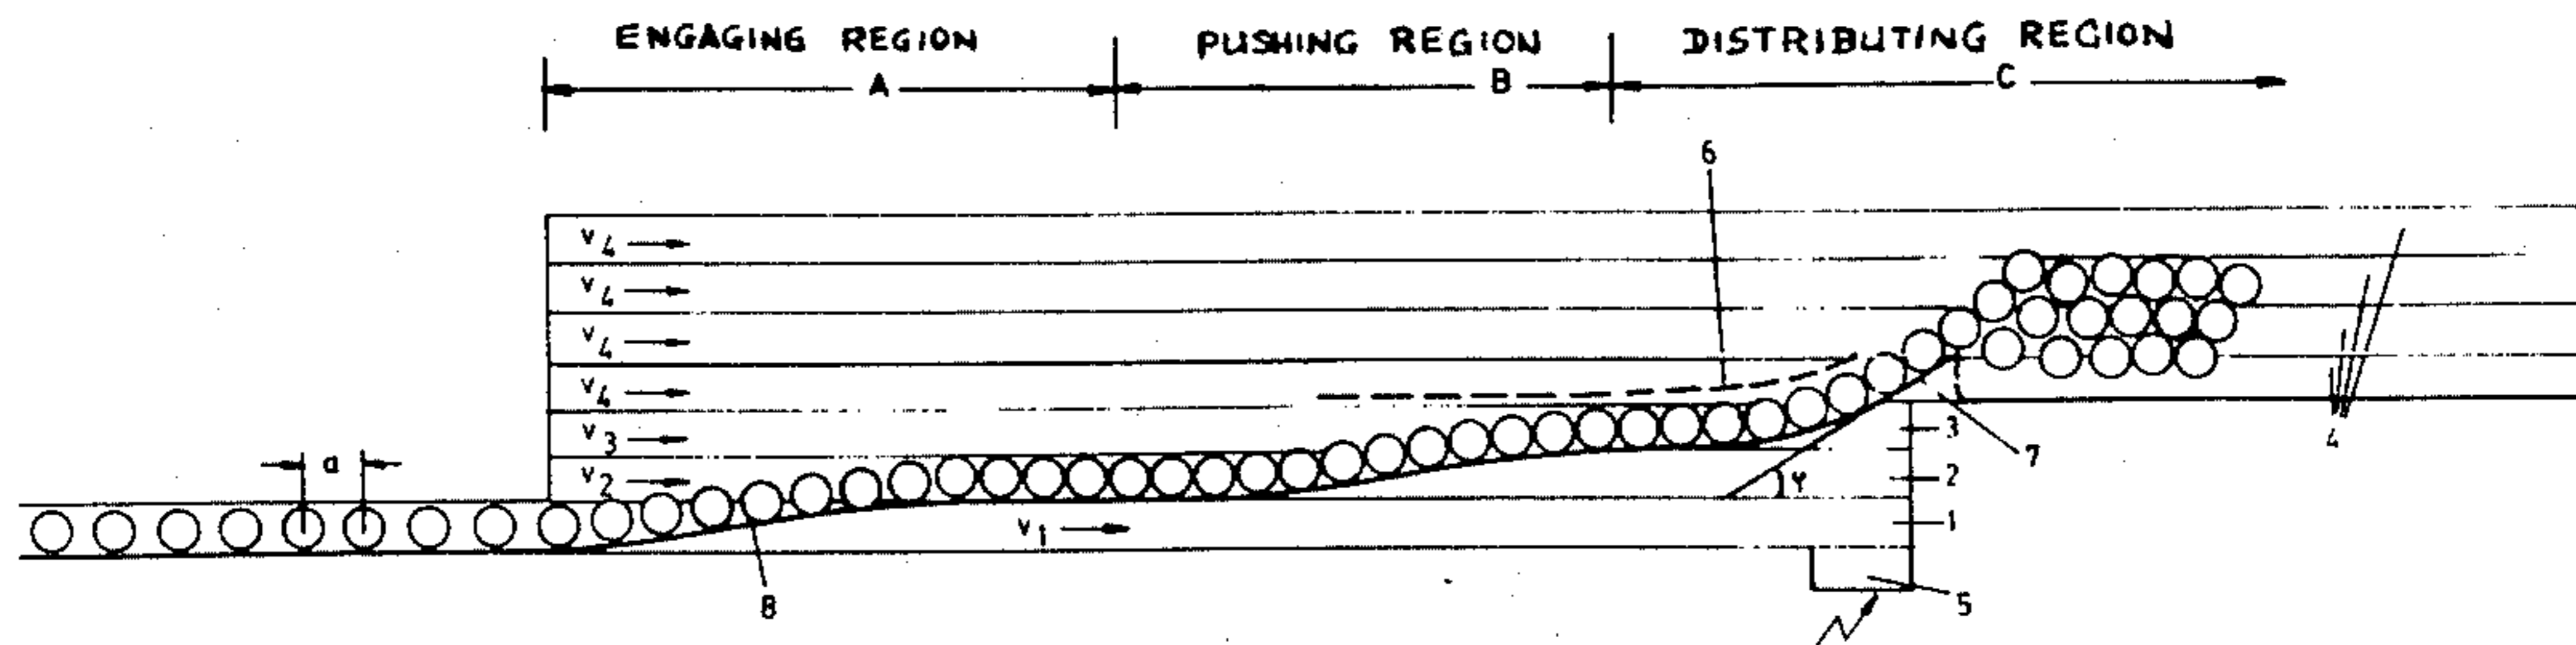 ENGAGING REGION PUSHING REGION DISTRIBUTING REGION
A B C
6
v4
v4
v4
v4
v3
v2
a
v1
γ
3
2
1
7
4
8
5